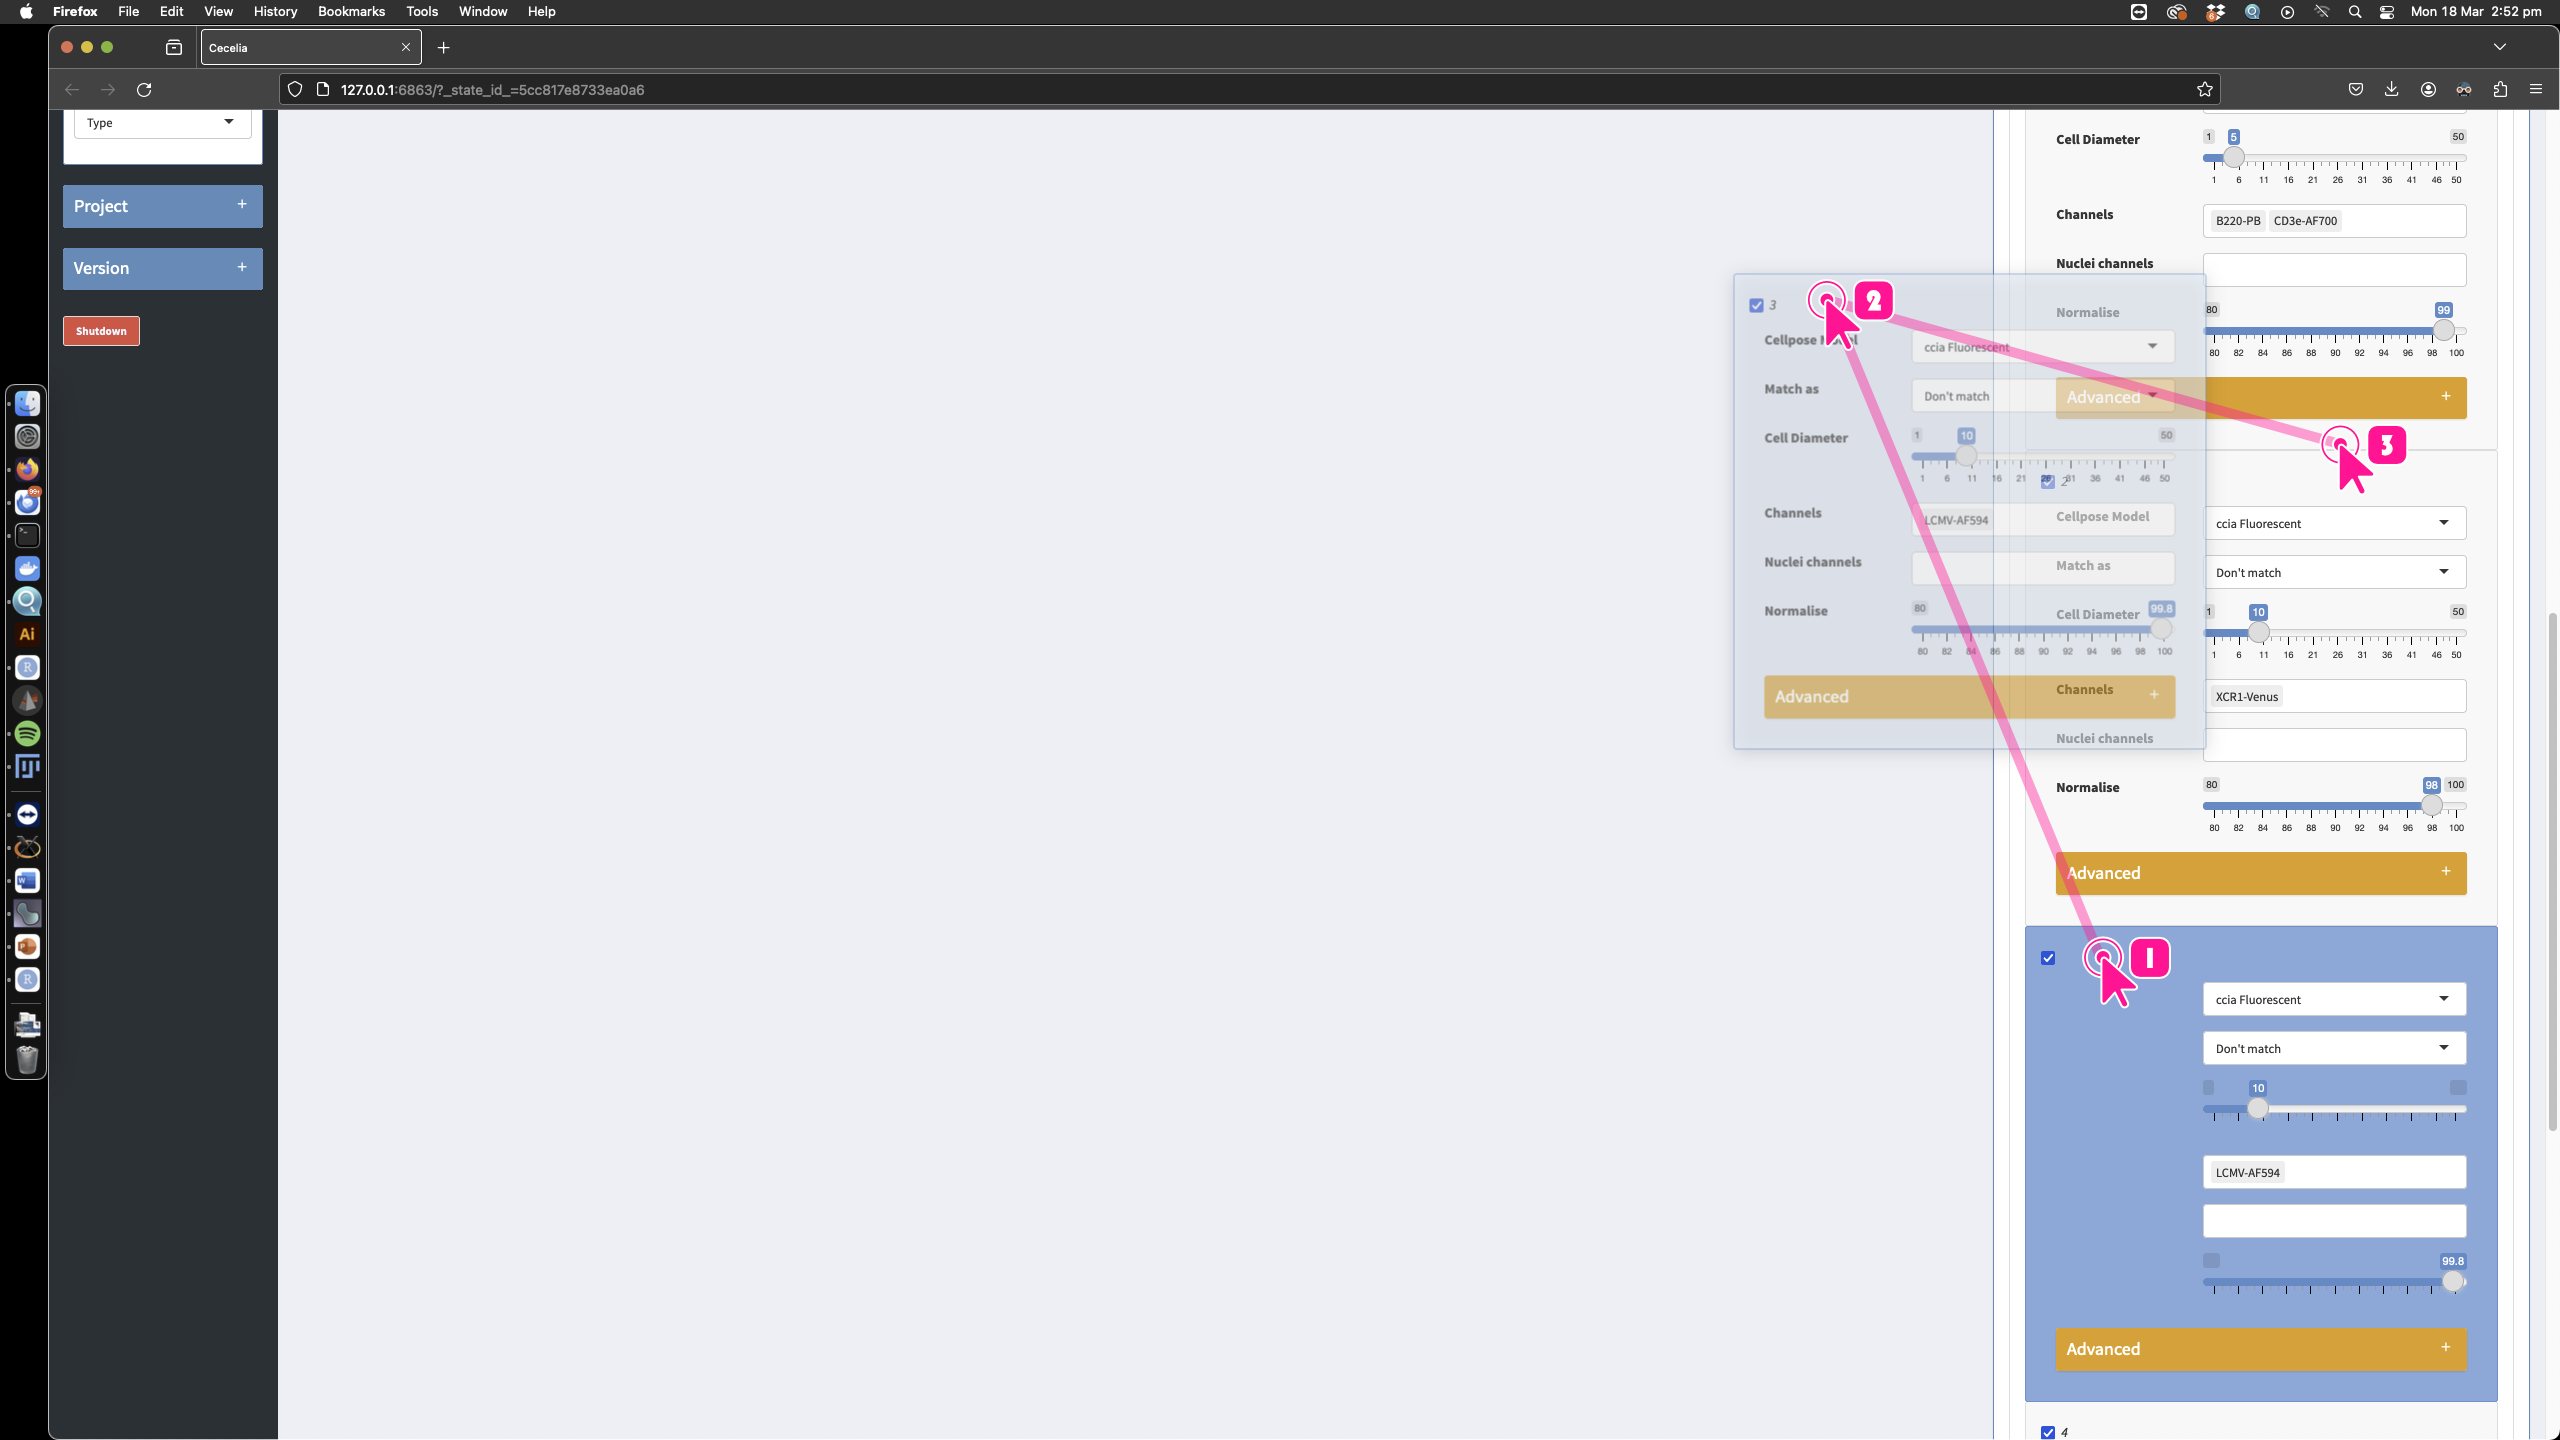 Firefox File Edit View History Bookmarks Tools Window Help
Mon 18 Mar 2:52 pm
Cecelia
127.0.0.1:6863/?_state_id_=5cc817e8733ea0a6
Type
Project +
Version +
Shutdown
Cell Diameter
1 5 50
1 6 11 16 21 26 31 36 41 46 50
Channels
B220-PB CD3e-AF700
Nuclei channels
Normalise
80 99
80 82 84 86 88 90 92 94 96 98 100
Advanced +
3
2
Cellpose Model
ccia Fluorescent
Match as
Don't match
Cell Diameter
1 10 50
1 6 11 16 21 26 31 36 41 46 50
Channels
LCMV-AF594
Nuclei channels
Normalise
80 99.8
80 82 84 86 88 90 92 94 96 98 100
Advanced +
3
2
Cellpose Model
ccia Fluorescent
Match as
Don't match
Cell Diameter
1 10 50
1 6 11 16 21 26 31 36 41 46 50
Channels
XCR1-Venus
Nuclei channels
Normalise
80 98 100
80 82 84 86 88 90 92 94 96 98 100
Advanced +
1
ccia Fluorescent
Don't match
10
LCMV-AF594
99.8
Advanced +
4
99+
Ai